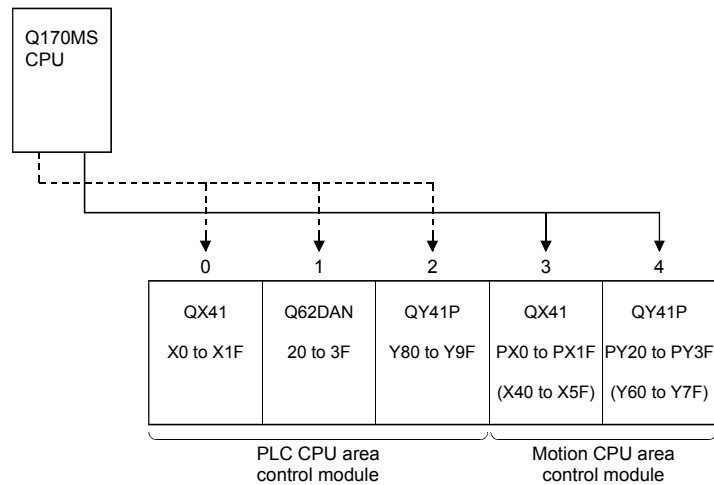 Q170MS
CPU
0
1
2
3
4
QX41
Q62DAN
QY41P
QX41
QY41P
X0 to X1F
20 to 3F
Y80 to Y9F
PX0 to PX1F
PY20 to PY3F
(X40 to X5F)
(Y60 to Y7F)
PLC CPU area
control module
Motion CPU area
control module